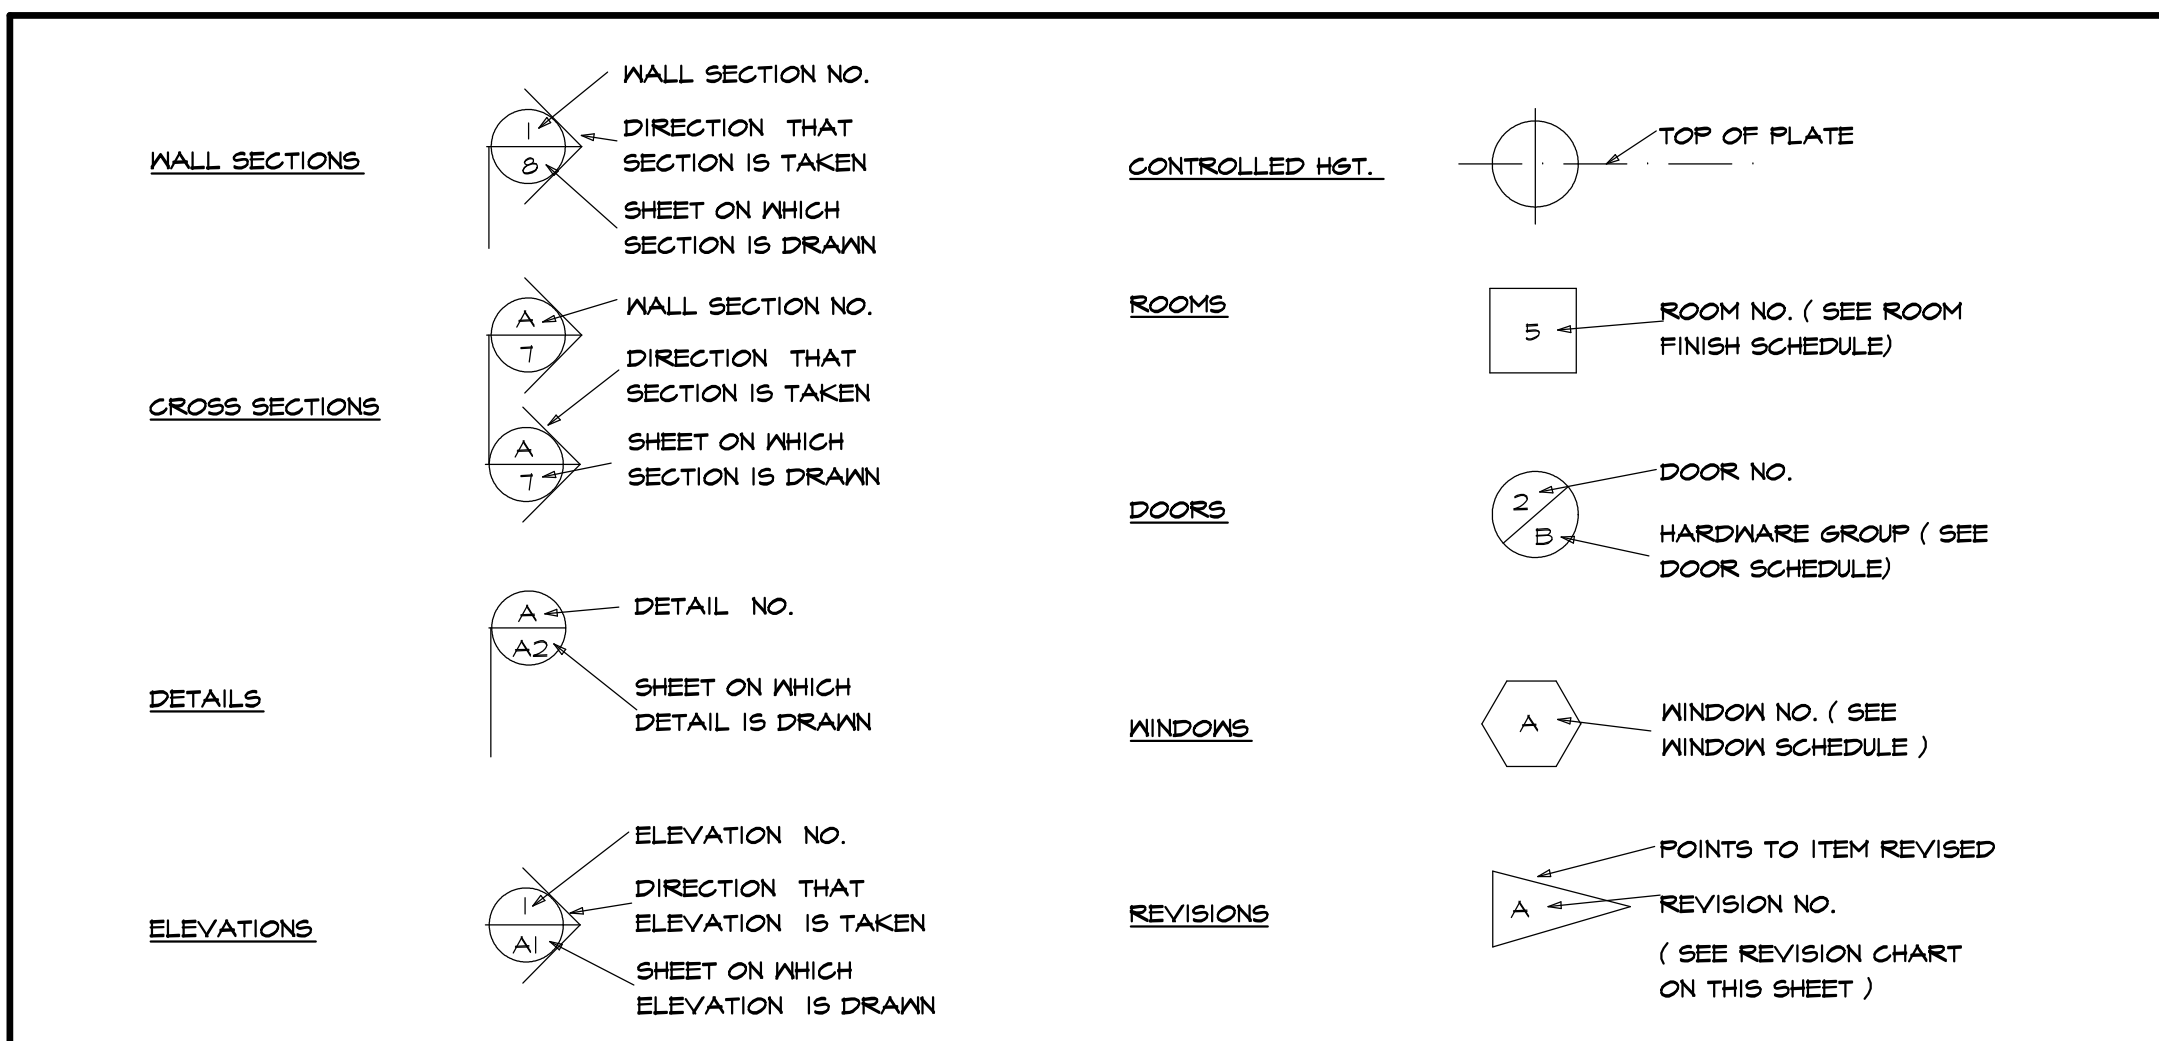 WALL SECTIONS
1
8
WALL SECTION NO.
DIRECTION THAT
SECTION IS TAKEN
SHEET ON WHICH
SECTION IS DRAWN
CROSS SECTIONS
A
7
A
7
WALL SECTION NO.
DIRECTION THAT
SECTION IS TAKEN
SHEET ON WHICH
SECTION IS DRAWN
DETAILS
A
A2
DETAIL NO.
SHEET ON WHICH
DETAIL IS DRAWN
ELEVATIONS
1
A1
ELEVATION NO.
DIRECTION THAT
ELEVATION IS TAKEN
SHEET ON WHICH
ELEVATION IS DRAWN
CONTROLLED HGT.
TOP OF PLATE
ROOMS
5
ROOM NO. ( SEE ROOM
FINISH SCHEDULE)
DOORS
2
B
DOOR NO.
HARDWARE GROUP ( SEE
DOOR SCHEDULE)
WINDOWS
A
WINDOW NO. ( SEE
WINDOW SCHEDULE )
REVISIONS
A
POINTS TO ITEM REVISED
REVISION NO.
( SEE REVISION CHART
ON THIS SHEET )